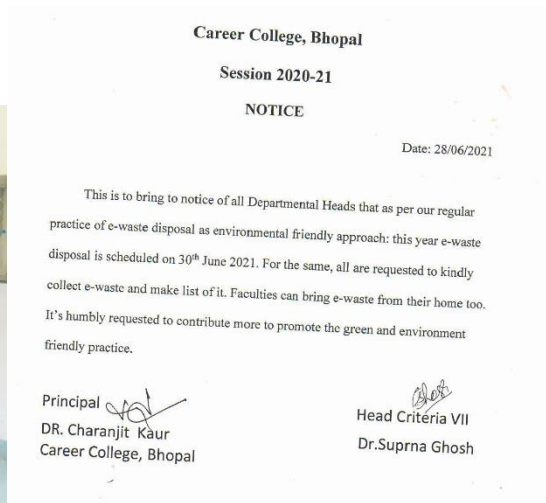 Career College, Bhopal
Session 2020-21
NOTICE
Date: 28/06/2021
This is to bring to notice of all Departmental Heads that as per our regular
practice of e-waste disposal as environmental friendly approach: this year e-waste
disposal is scheduled on 30th June 2021. For the same, all are requested to kindly
collect e-waste and make list of it. Faculties can bring e-waste from their home too.
It's humbly requested to contribute more to promote the green and environment
friendly practice.
Principal
DR. Charanjit Kaur
Career College, Bhopal
Head Criteria VII
Dr.Suprna Ghosh